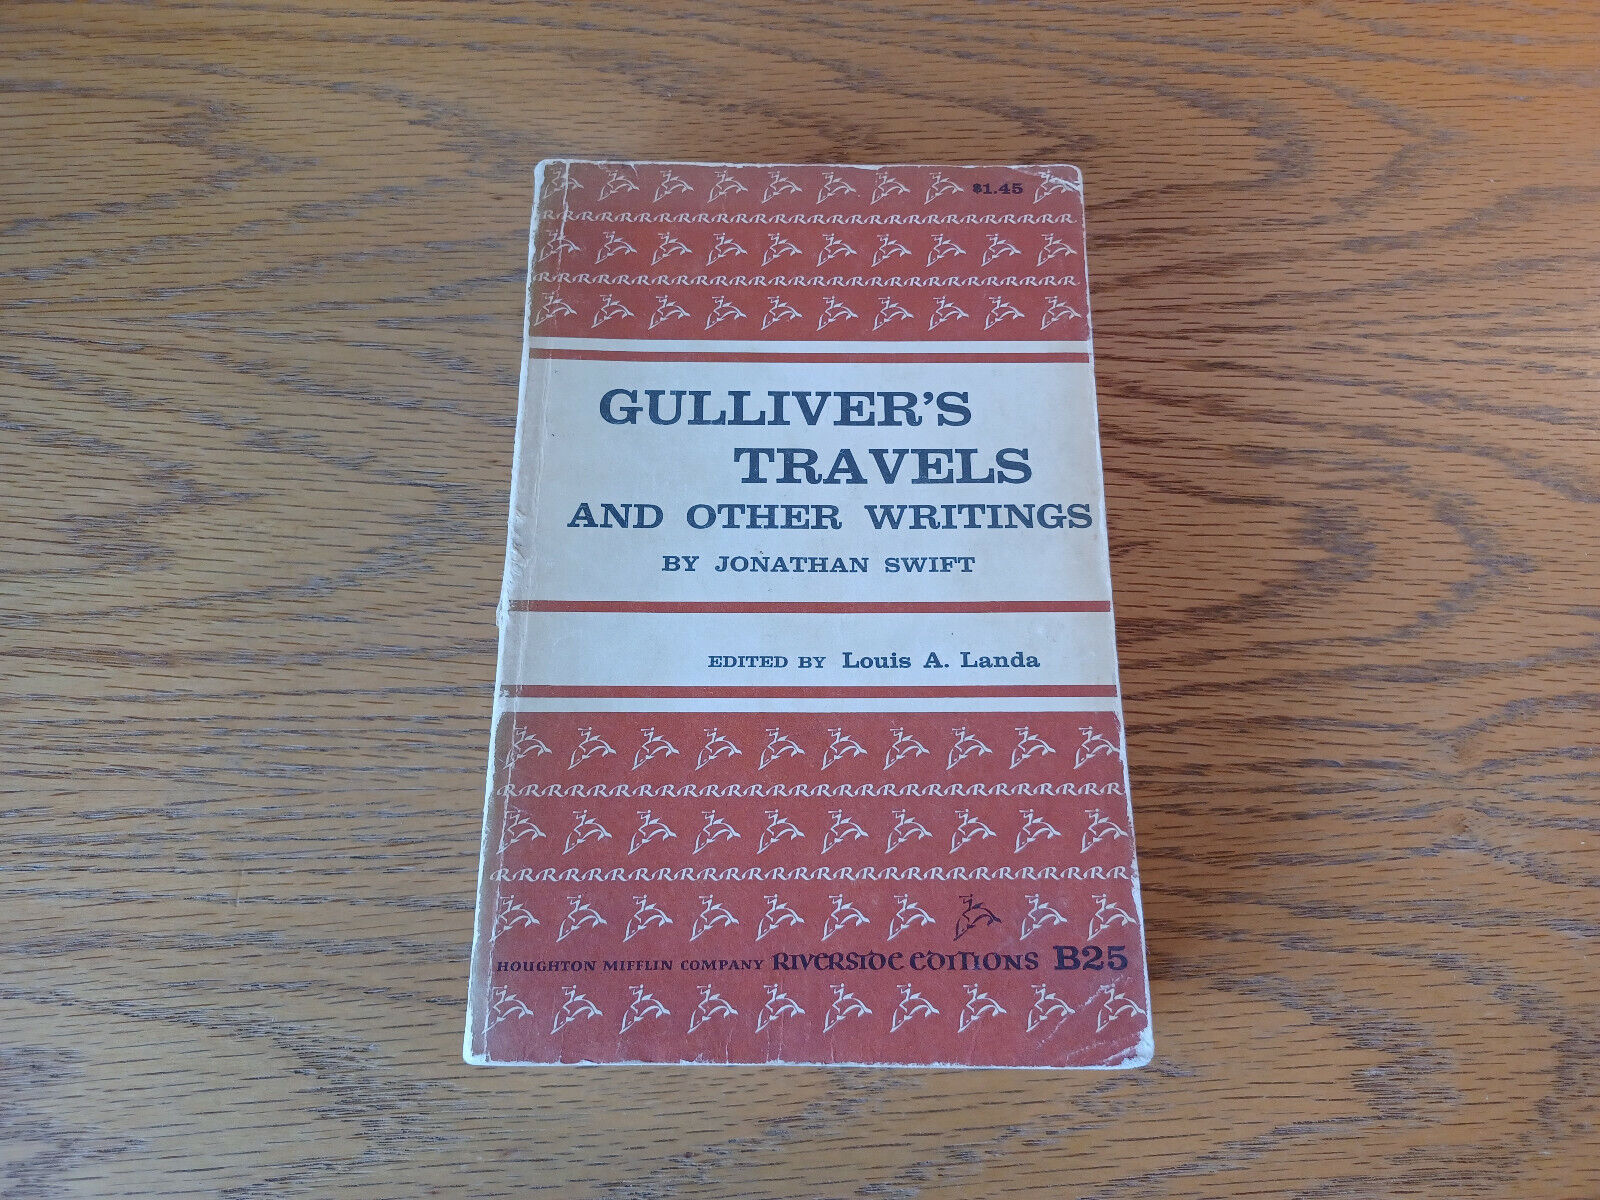 $1.45
GULLIVER'S
TRAVELS
AND OTHER WRITINGS
BY JONATHAN SWIFT
EDITED BY Louis A. Landa
HOUGHTON MIFFLIN COMPANY RIVERSIDE EDITIONS B25